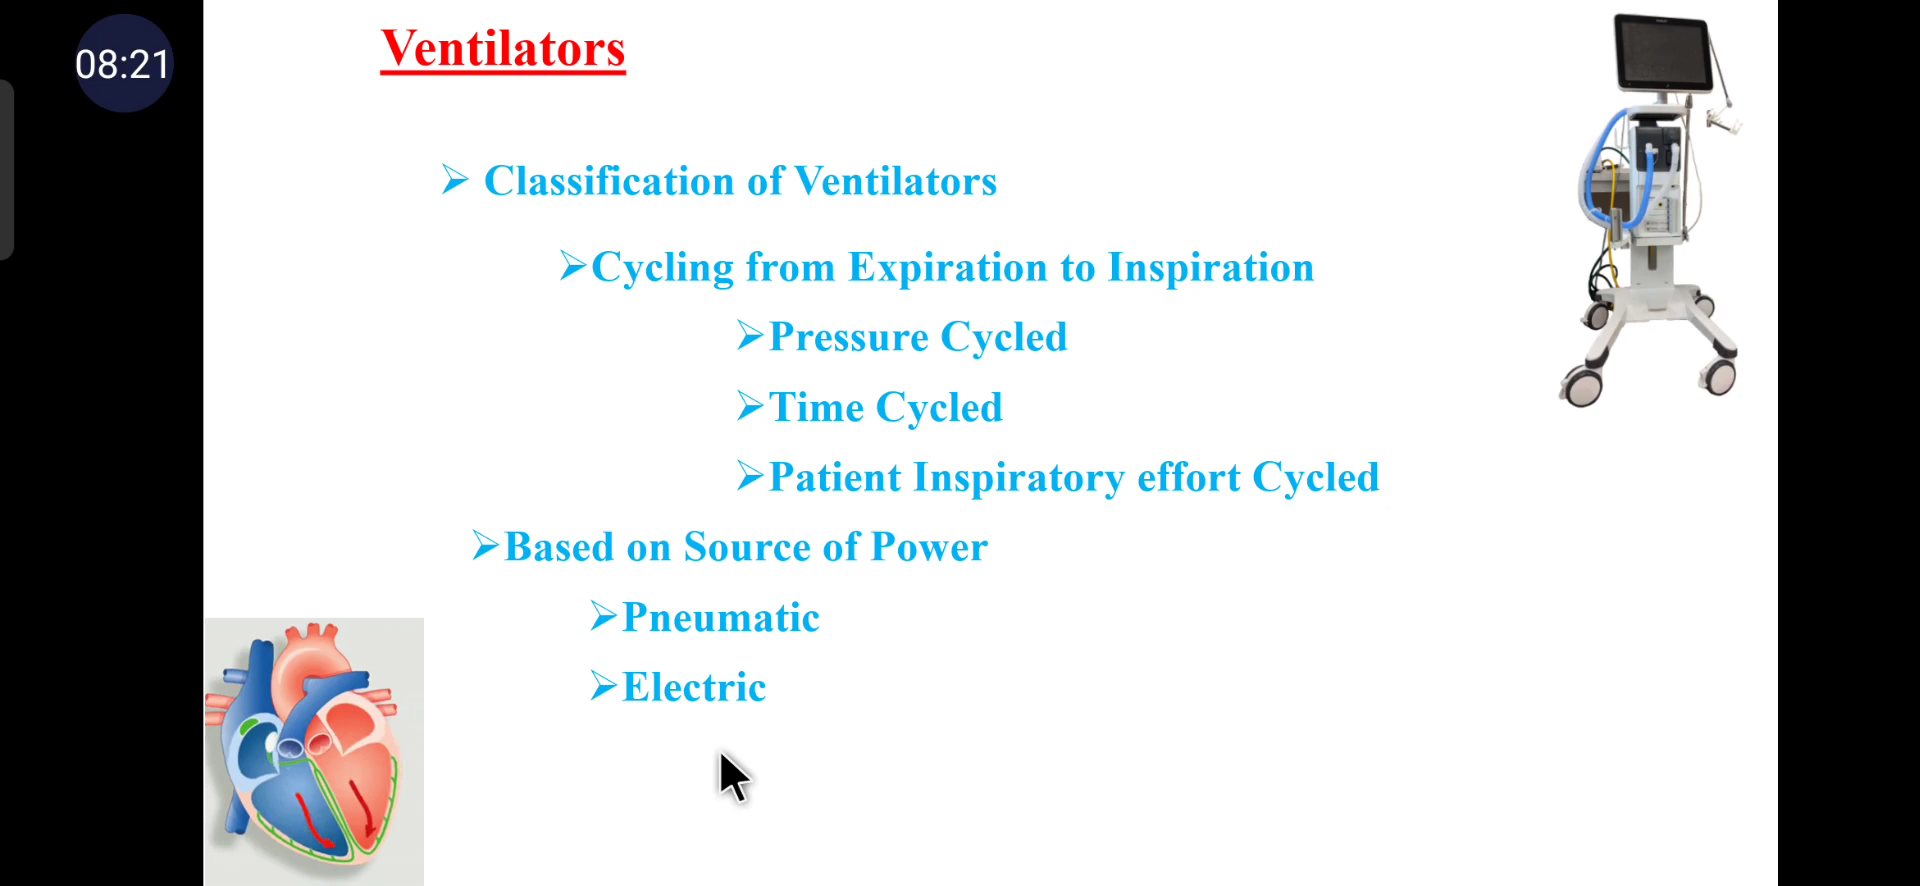 08:21
Ventilators
➢ Classification of Ventilators
➢Cycling from Expiration to Inspiration
➢Pressure Cycled
➢Time Cycled
➢Patient Inspiratory effort Cycled
➢Based on Source of Power
➢Pneumatic
➢Electric